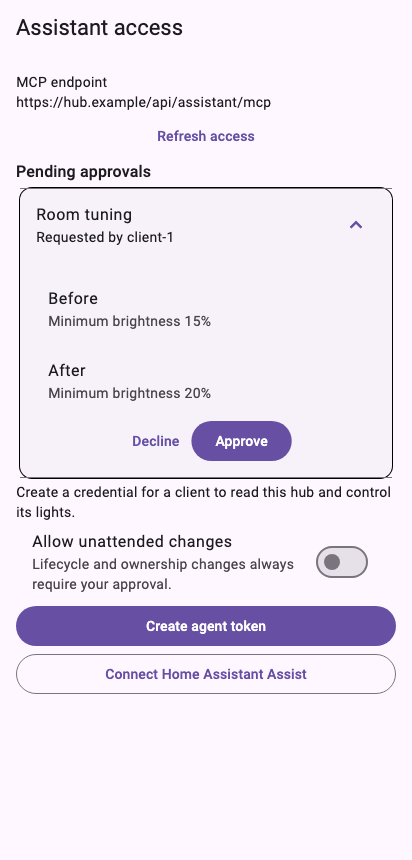 Assistant access
MCP endpoint
https://hub.example/api/assistant/mcp
Refresh access
Pending approvals
Room tuning
Requested by client-1
Before
Minimum brightness 15%
After
Minimum brightness 20%
Decline
Approve
Create a credential for a client to read this hub and control
its lights.
Allow unattended changes
Lifecycle and ownership changes always
require your approval.
Create agent token
Connect Home Assistant Assist